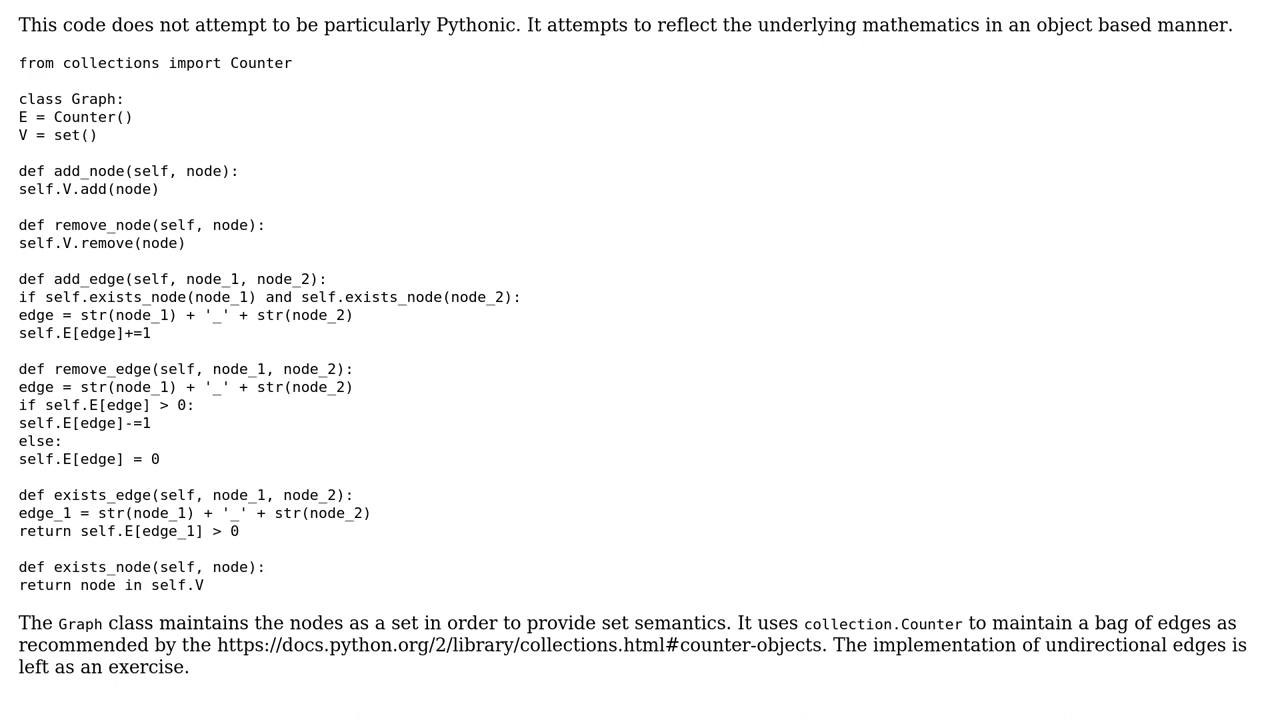 This code does not attempt to be particularly Pythonic. It attempts to reflect the underlying mathematics in an object based manner.
from collections import Counter
class Graph:
E = Counter()
V = set()
def add_node(self, node):
self.V.add(node)
def remove_node(self, node):
self.V.remove(node)
def add_edge(self, node_1, node_2):
if self.exists_node(node_1) and self.exists_node(node_2):
edge = str(node_1) + '_' + str(node_2)
self.E[edge]+=1
def remove_edge(self, node_1, node_2):
edge = str(node_1) + '_' + str(node_2)
if self.E[edge] > 0:
self.E[edge]-=1
else:
self.E[edge] = 0
def exists_edge(self, node_1, node_2):
edge_1 = str(node_1) + '_' + str(node_2)
return self.E[edge_1] > 0
def exists_node(self, node):
return node in self.V
The Graph class maintains the nodes as a set in order to provide set semantics. It uses collection.Counter to maintain a bag of edges as
recommended by the https://docs.python.org/2/library/collections.html#counter-objects. The implementation of undirectional edges is
left as an exercise.